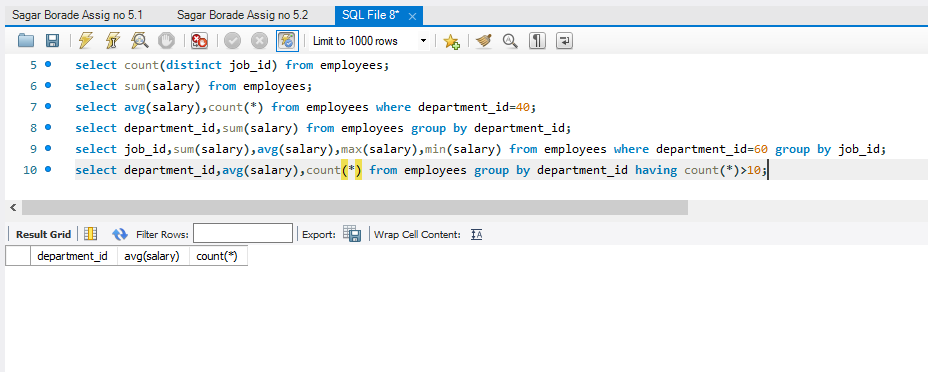 Sagar Borade Assig no 5.1 Sagar Borade Assig no 5.2 SQL File 8* ×
Limit to 1000 rows
5 select count(distinct job_id) from employees;
6 select sum(salary) from employees;
7 select avg(salary),count(*) from employees where department_id=40;
8 select department_id,sum(salary) from employees group by department_id;
9 select job_id,sum(salary),avg(salary),max(salary),min(salary) from employees where department_id=60 group by job_id;
10 select department_id,avg(salary),count(*) from employees group by department_id having count(*)>10;
Result Grid Filter Rows: Export: Wrap Cell Content: IA
department_id avg(salary) count(*)